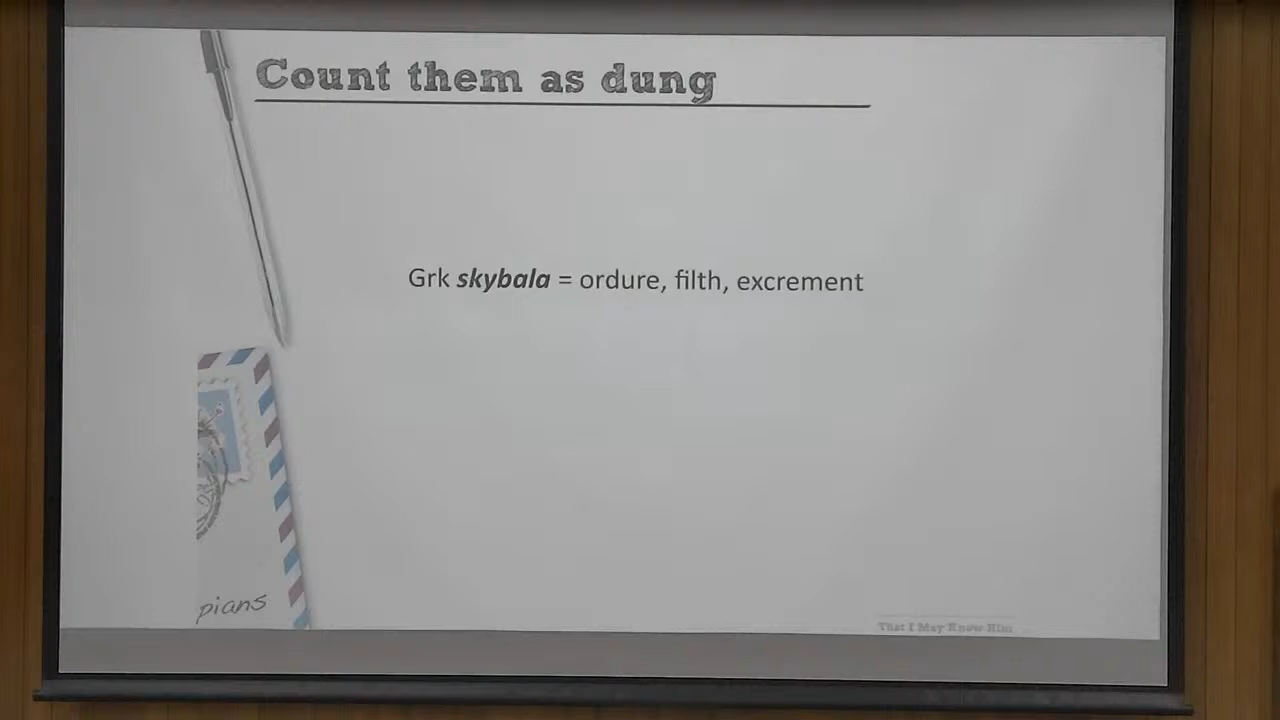 Count them as dung
Grk skybala = ordure, filth, excrement
pians
That I May Know Him